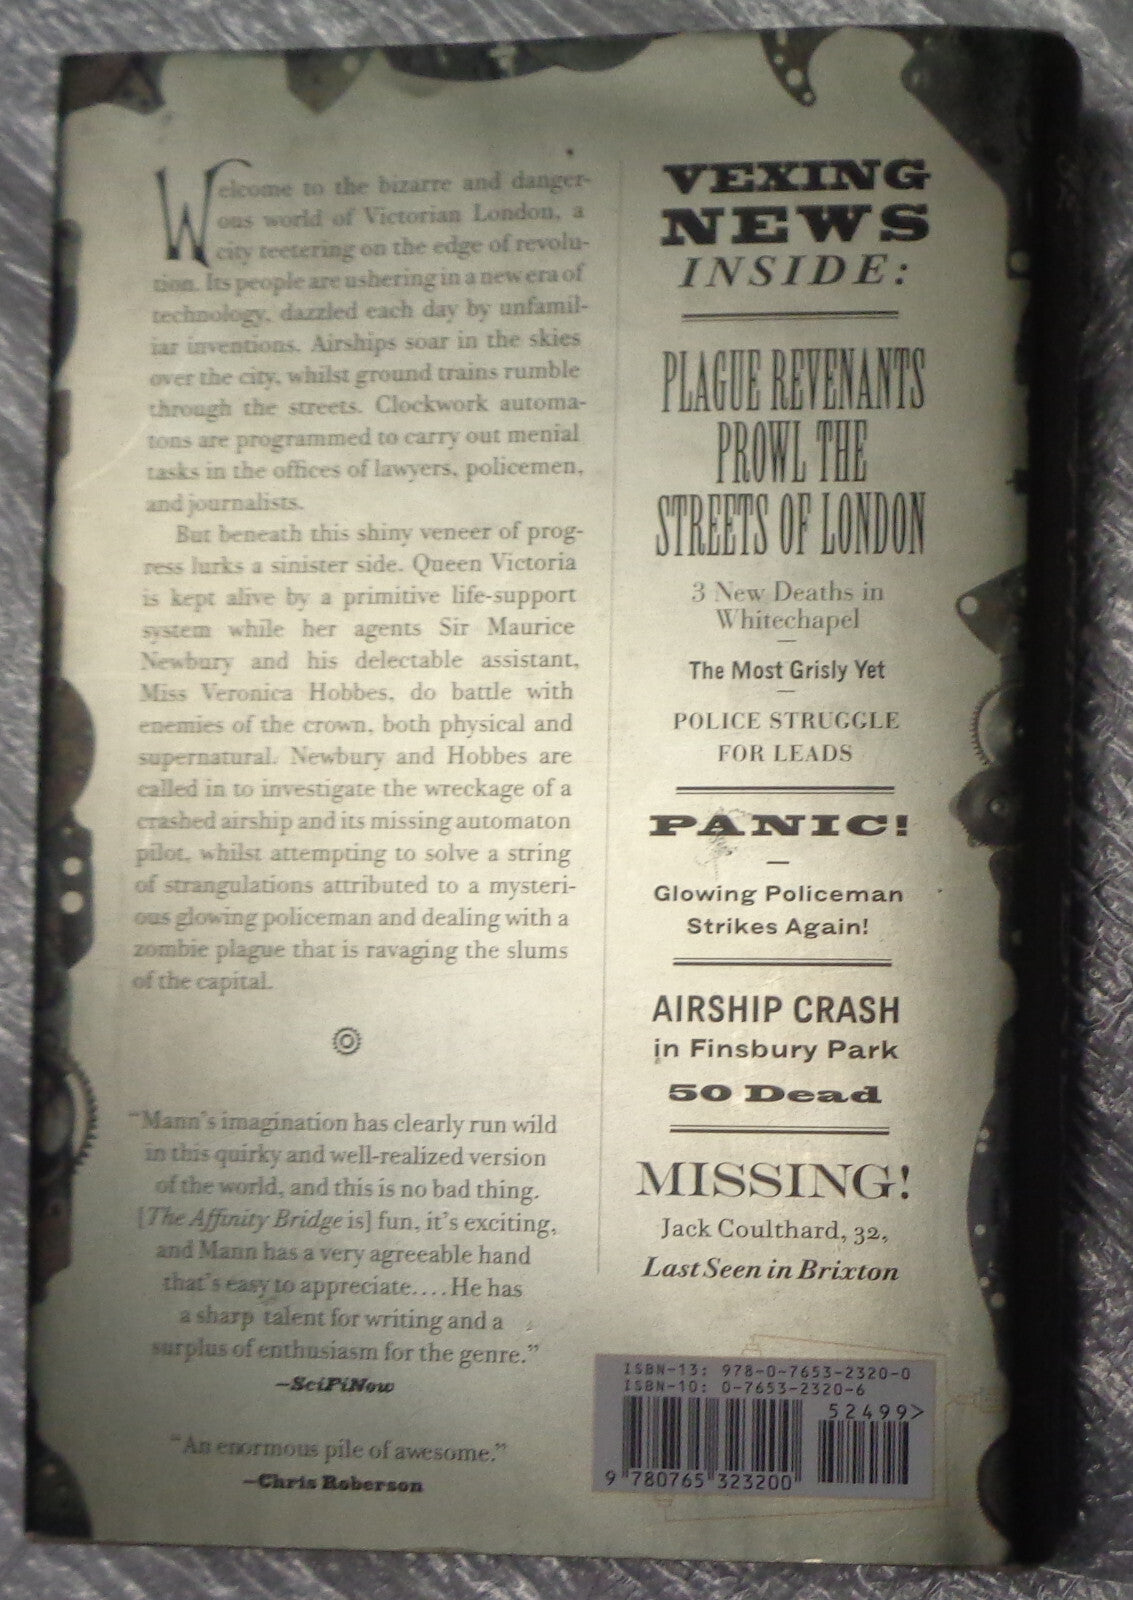 Welcome to the bizarre and danger-
ous world of Victorian London, a
city teetering on the edge of revolu-
tion. Its people are ushering in a new era of
technology, dazzled each day by unfamil-
iar inventions. Airships soar in the skies
over the city, whilst ground trains rumble
through the streets. Clockwork automa-
tons are programmed to carry out menial
tasks in the offices of lawyers, policemen,
and journalists.
But beneath this shiny veneer of prog-
ress lurks a sinister side. Queen Victoria
is kept alive by a primitive life-support
system while her agents Sir Maurice
Newbury and his delectable assistant,
Miss Veronica Hobbes, do battle with
enemies of the crown, both physical and
supernatural. Newbury and Hobbes are
called in to investigate the wreckage of a
crashed airship and its missing automaton
pilot, whilst attempting to solve a string
of strangulations attributed to a mysteri-
ous glowing policeman and dealing with a
zombie plague that is ravaging the slums
of the capital.
“Mann’s imagination has clearly run wild
in this quirky and well-realized version
of the world, and this is no bad thing.
[The Affinity Bridge is] fun, it’s exciting,
and Mann has a very agreeable hand
that’s easy to appreciate.... He has
a sharp talent for writing and a
surplus of enthusiasm for the genre.”
—SciFiNow
“An enormous pile of awesome.”
—Chris Roberson
VEXING
NEWS
INSIDE:
PLAGUE REVENANTS
PROWL THE
STREETS OF LONDON
3 New Deaths in
Whitechapel
The Most Grisly Yet
POLICE STRUGGLE
FOR LEADS
PANIC!
Glowing Policeman
Strikes Again!
AIRSHIP CRASH
in Finsbury Park
50 Dead
MISSING!
Jack Coulthard, 32,
Last Seen in Brixton
ISBN-13: 978-0-7653-2320-0
ISBN-10: 0-7653-2320-6
52499>
9 780765 323200